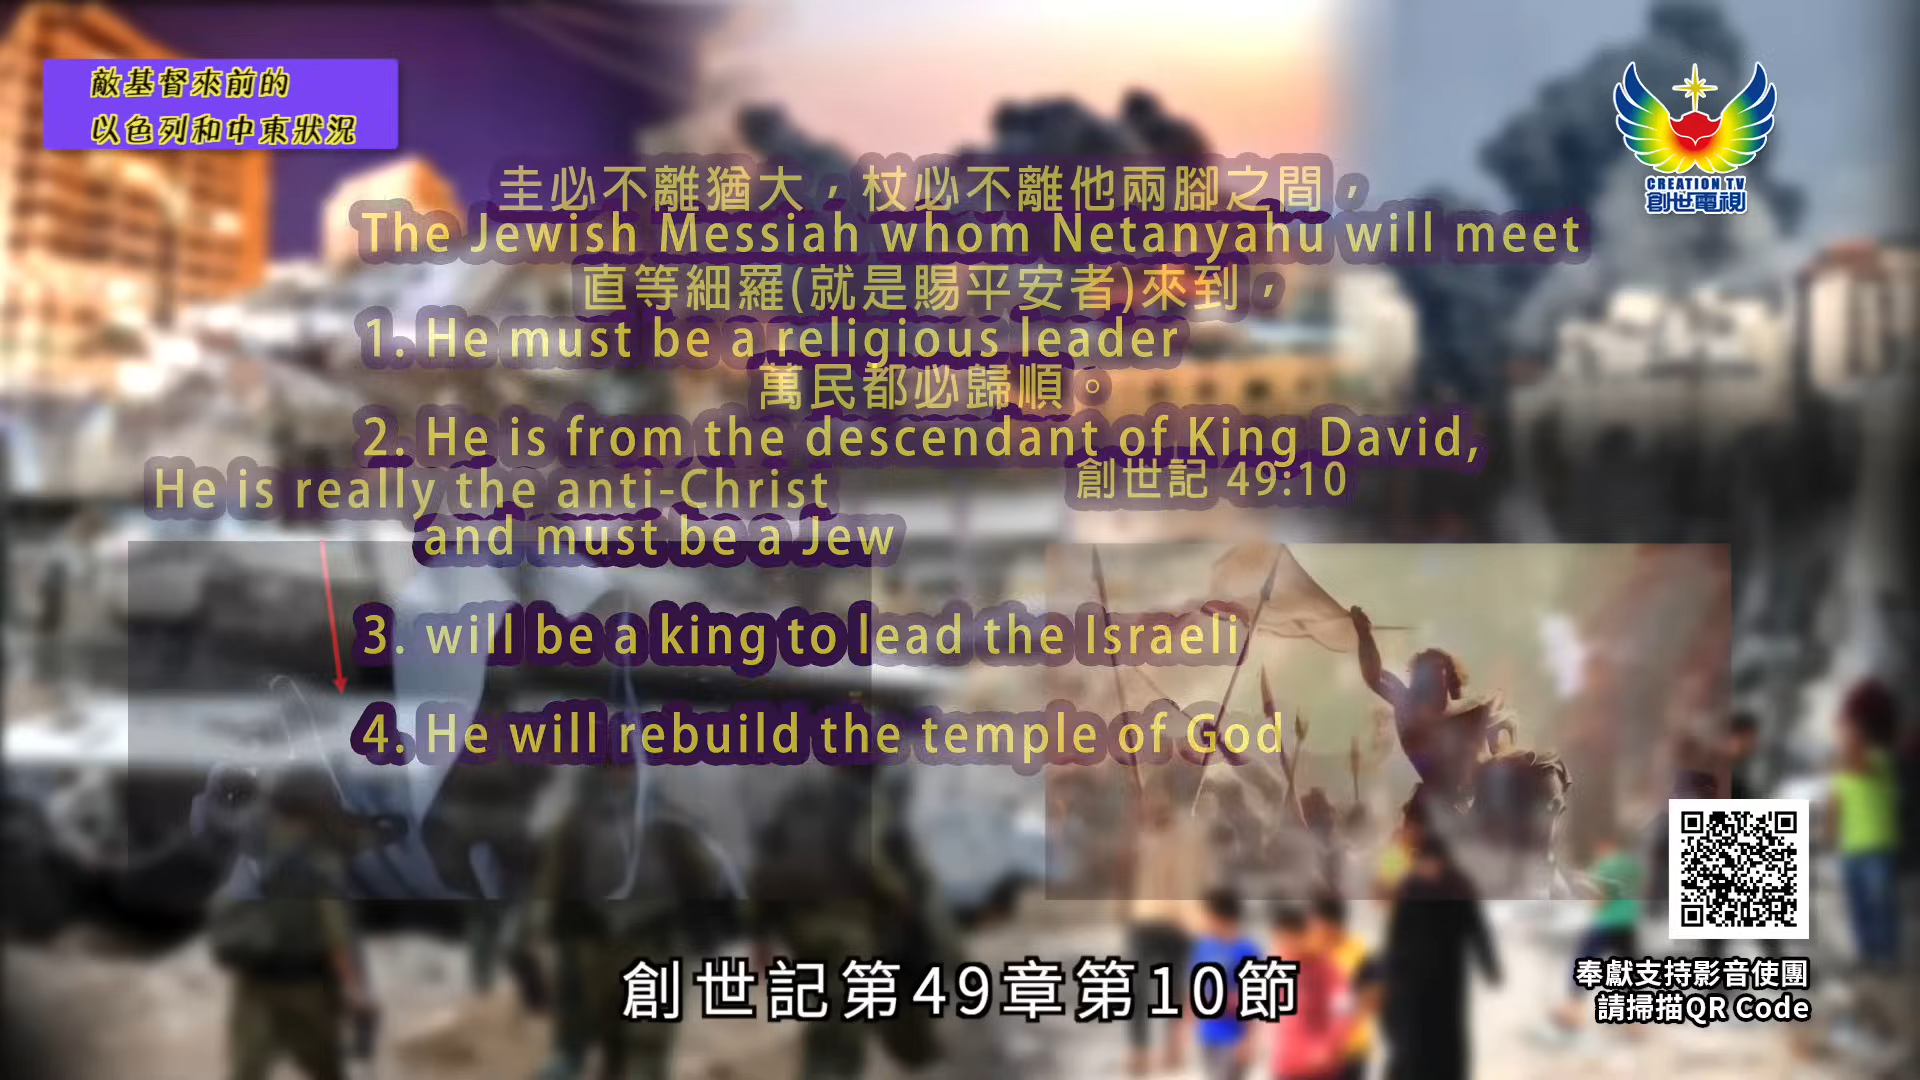 敵基督來前的
以色列和中東狀況
CREATION TV
創世電視
圭必不離猶大，杖必不離他兩腳之間，
The Jewish Messiah whom Netanyahu will meet
直等細羅(就是賜平安者)來到，
1. He must be a religious leader
萬民都必歸順。
2. He is from the descendant of King David,
創世記 49:10
He is really the anti-Christ
and must be a Jew
3. will be a king to lead the Israeli
4. He will rebuild the temple of God
創世記第49章第10節
奉獻支持影音使團
請掃描QR Code